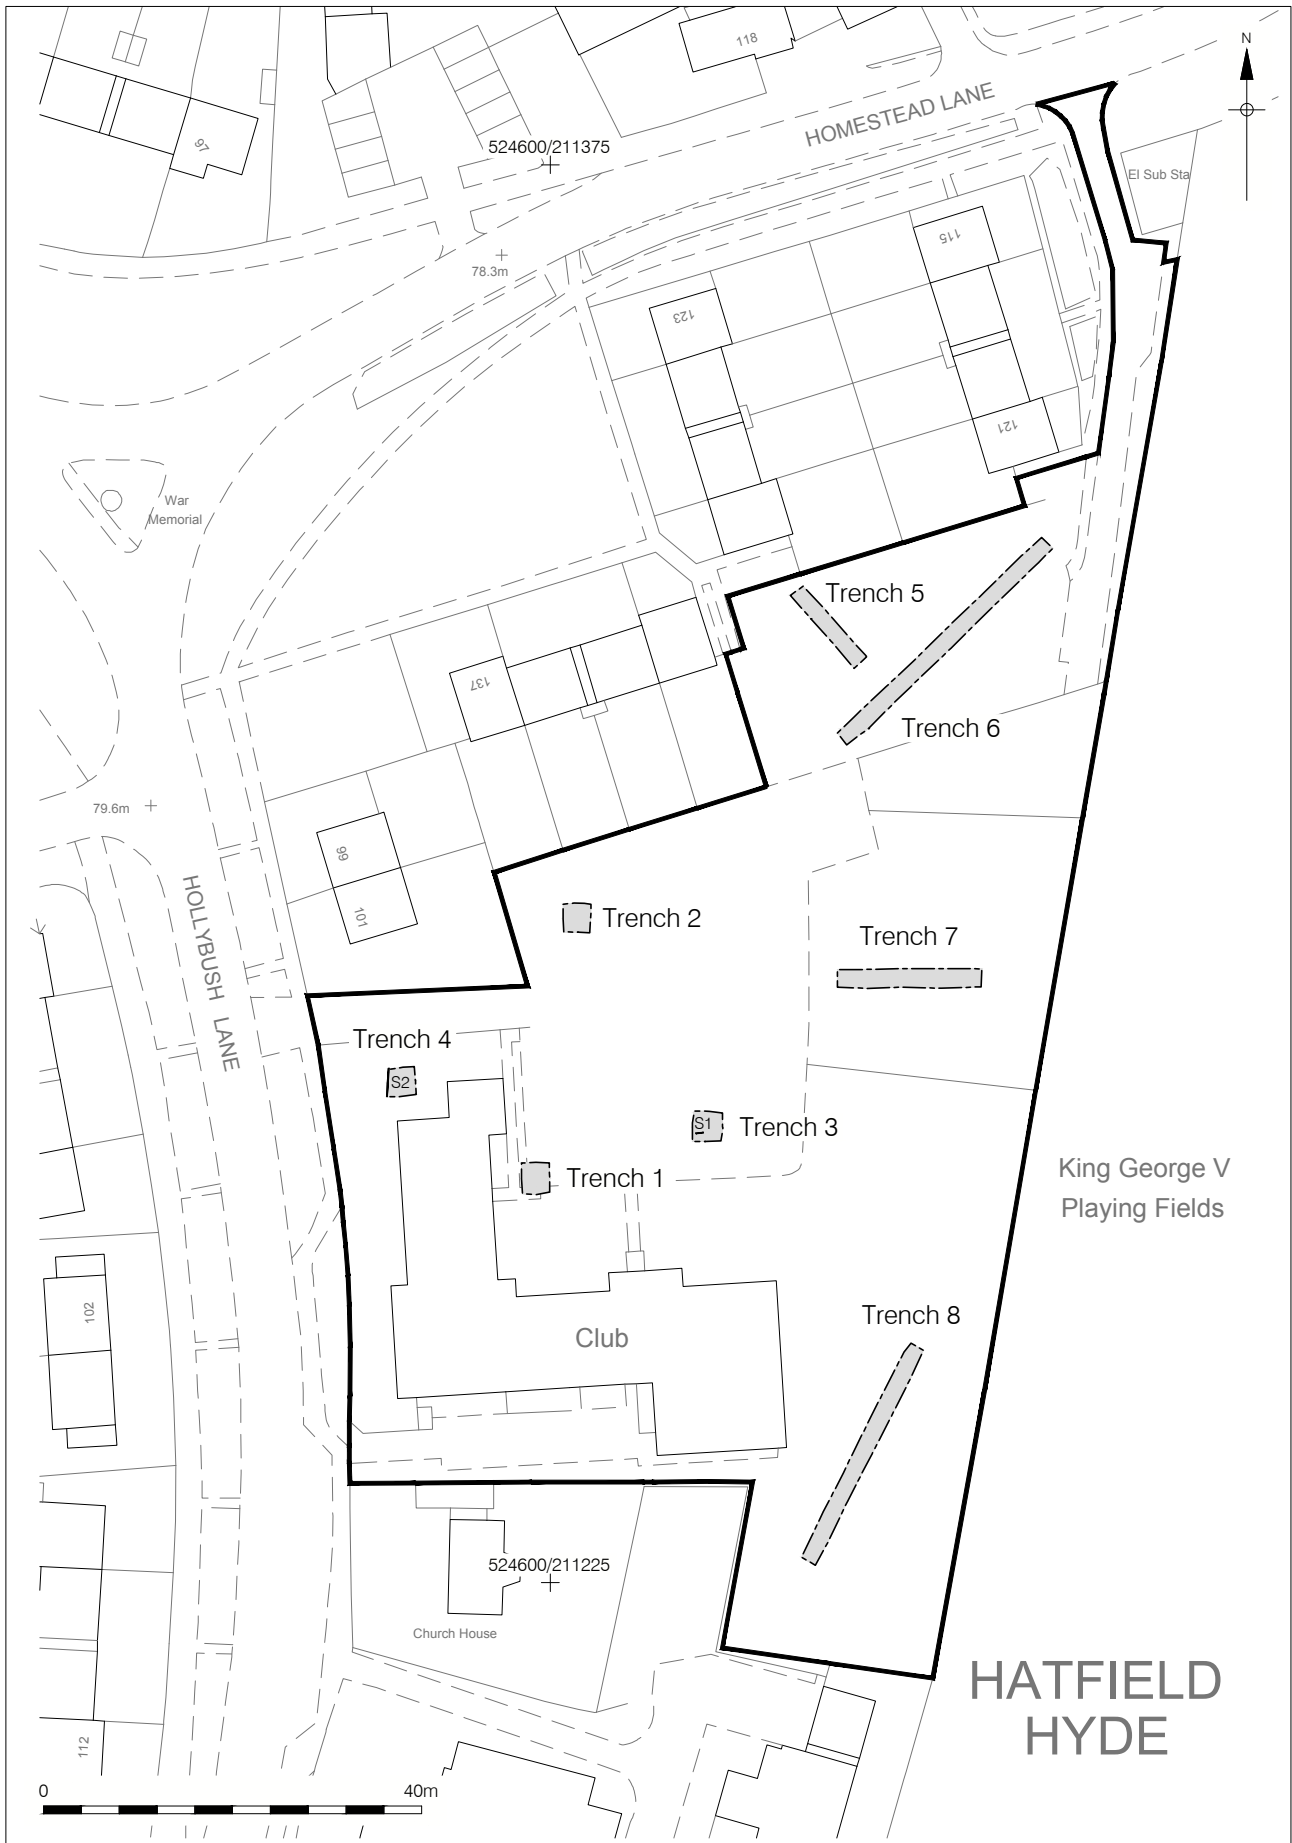 118
N
HOMESTEAD LANE
97
524600/211375
El Sub Sta
115
78.3m
123
121
War
Memorial
Trench 5
137
Trench 6
79.6m
99
HOLLYBUSH LANE
101
Trench 2
Trench 7
Trench 4
S2
S1
Trench 3
Trench 1
King George V
Playing Fields
102
Trench 8
Club
524600/211225
Church House
HATFIELD
HYDE
112
0
40m